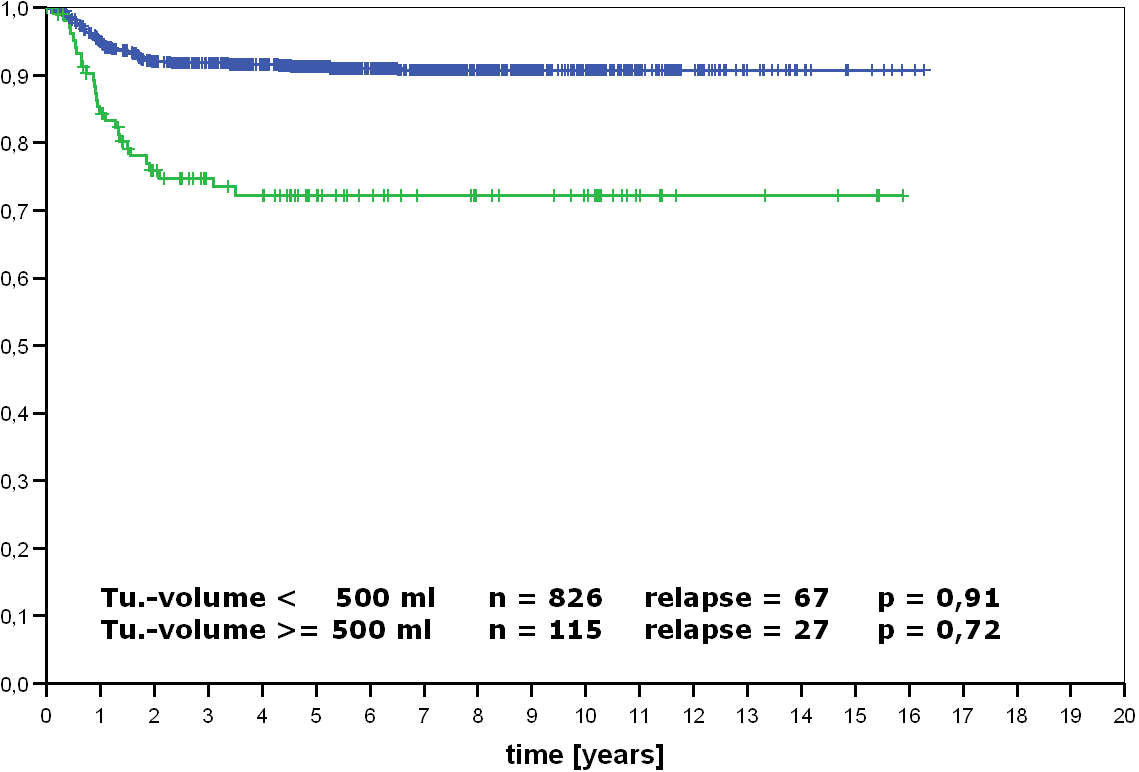 1,0
0,9
0,8
0,7
0,6
0,5
0,4
0,3
0,2
0,1
0,0
Tu.-volume < 500 ml n = 826 relapse = 67 p = 0,91
Tu.-volume >= 500 ml n = 115 relapse = 27 p = 0,72
0 1 2 3 4 5 6 7 8 9 10 11 12 13 14 15 16 17 18 19 20
time [years]